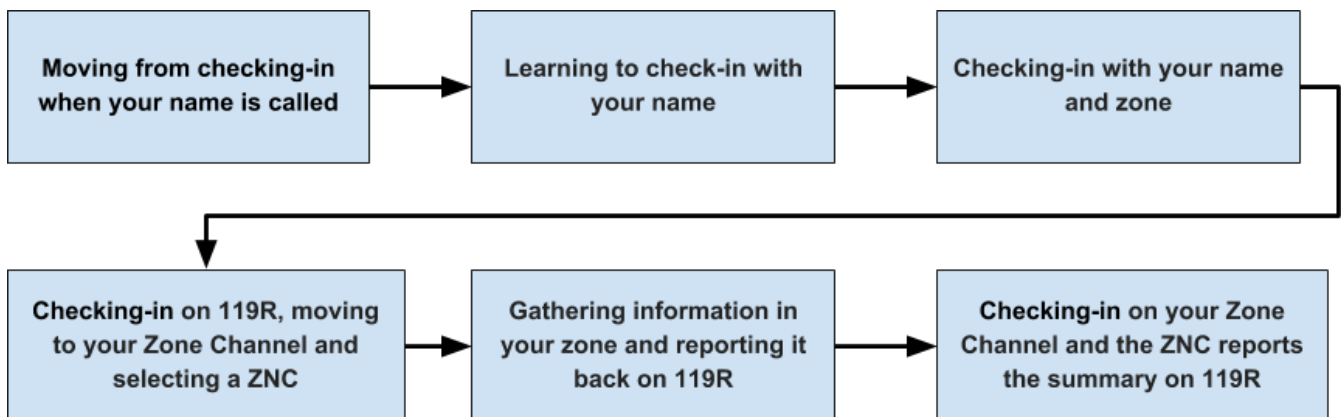 Moving from checking-in
when your name is called
Learning to check-in with
your name
Checking-in with your name
and zone
Checking-in on 119R, moving
to your Zone Channel and
selecting a ZNC
Gathering information in
your zone and reporting it
back on 119R
Checking-in on your Zone
Channel and the ZNC reports
the summary on 119R